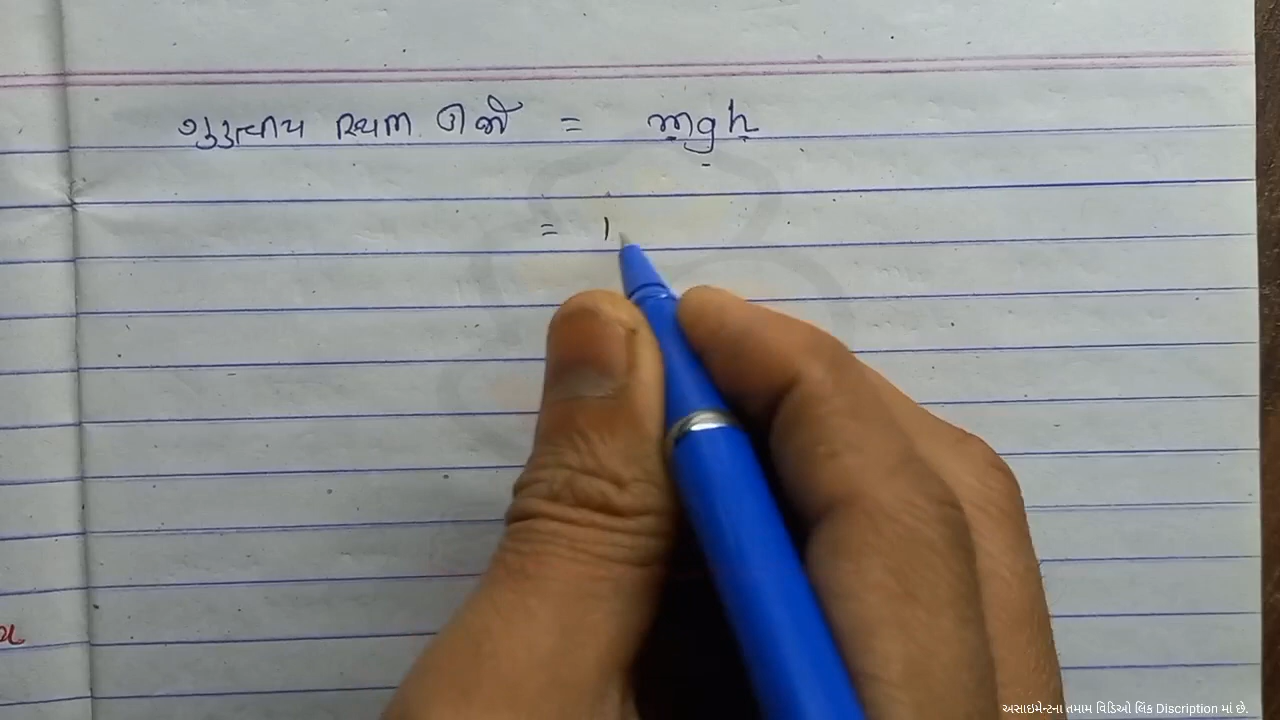 ગુરુત્વીય સ્થિતિ ઊર્જા = mgh
= 1
અસાઇમેન્ટના તમામ વિડિઓ લિંક Discription માં છે.